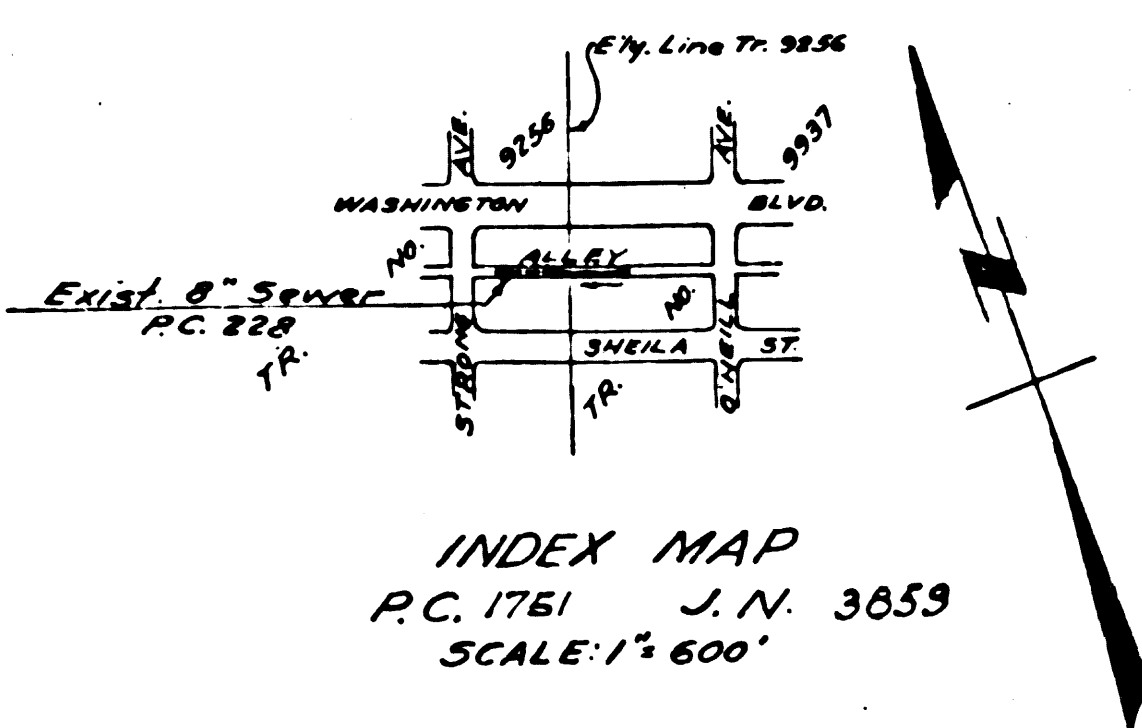 E'ly. Line Tr. 9256
AVE.
9256
AVE.
9937
WASHINGTON BLVD.
NO.
ALLEY
Exist. 8" Sewer
P.C. 228
NO.
TR.
STRONG
SHEILA ST.
O'NEILL
TR.
N
INDEX MAP
P.C. 1751 J.N. 3859
SCALE: 1"= 600'